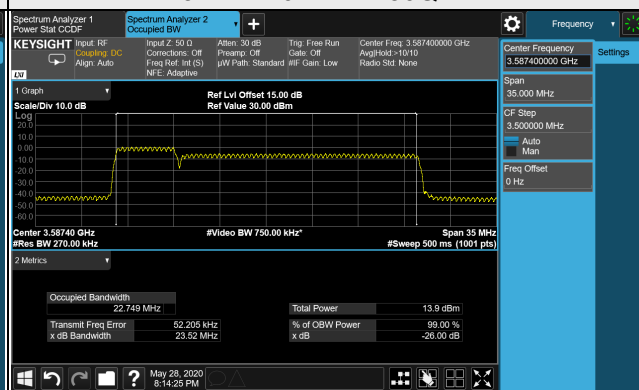 Spectrum Analyzer 1
Power Stat CCDF
Spectrum Analyzer 2
Occupied BW
Frequency
KEYSIGHT
Input: RF
Coupling: DC
Align: Auto
Input Z: 50 Ω
Corrections: Off
Freq Ref: Int (S)
NFE: Adaptive
Atten: 30 dB
Preamp: Off
µW Path: Standard
Trig: Free Run
Gate: Off
#IF Gain: Low
Center Freq: 3.587400000 GHz
Avg|Hold:>10/10
Radio Std: None
LXI
Center Frequency
3.587400000 GHz
Settings
Span
35.000 MHz
CF Step
3.500000 MHz
Auto
Man
Freq Offset
0 Hz
1 Graph
Scale/Div 10.0 dB
Ref Lvl Offset 15.00 dB
Ref Value 30.00 dBm
Log
20.0
10.0
0.00
-10.0
-20.0
-30.0
-40.0
-50.0
-60.0
Center 3.58740 GHz
#Video BW 750.00 kHz*
Span 35 MHz
#Res BW 270.00 kHz
#Sweep 500 ms (1001 pts)
2 Metrics
Occupied Bandwidth
22.749 MHz
Total Power 13.9 dBm
Transmit Freq Error 52.205 kHz
% of OBW Power 99.00 %
x dB Bandwidth 23.52 MHz
x dB -26.00 dB
?
May 28, 2020
8:14:25 PM